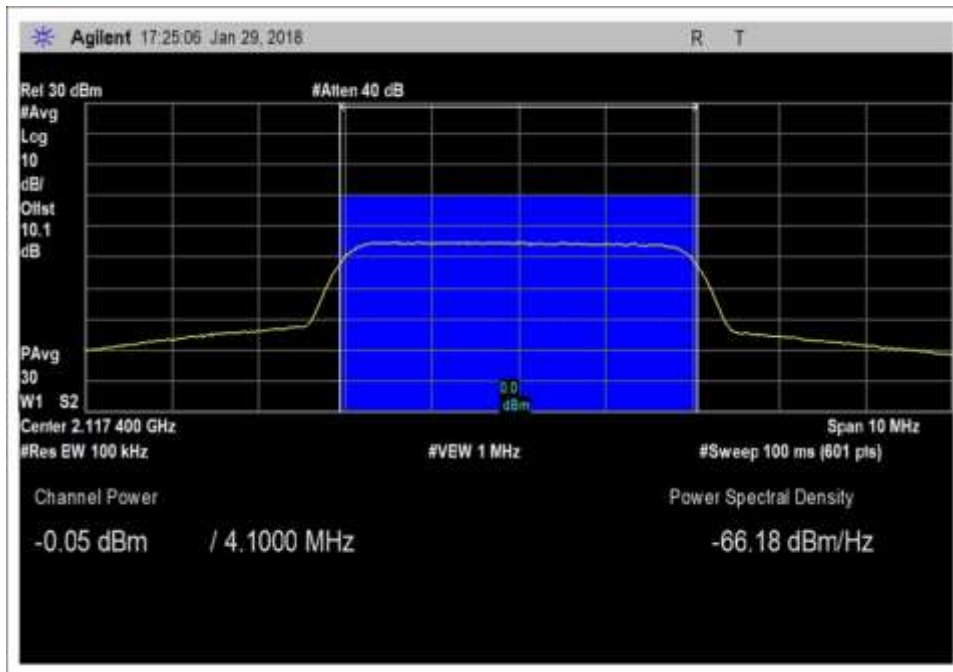 Agilent 17:25:06 Jan 29, 2018 R T
Ref 30 dBm #Atten 40 dB
#Avg
Log
10
dB/
Offst
10.1
dB
PAvg
30
W1 S2
0.0
dBm
Center 2.117 400 GHz Span 10 MHz
#Res BW 100 kHz #VBW 1 MHz #Sweep 100 ms (601 pts)
Channel Power Power Spectral Density
-0.05 dBm / 4.1000 MHz -66.18 dBm/Hz